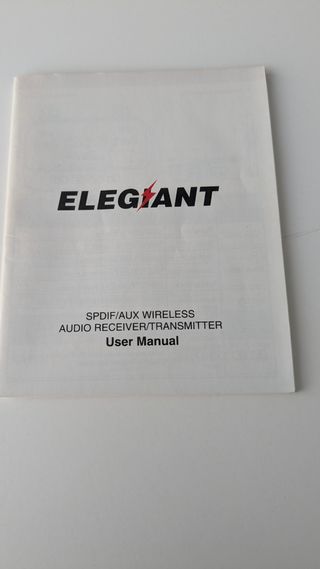 ELEGIANT
SPDIF/AUX WIRELESS
AUDIO RECEIVER/TRANSMITTER
User Manual